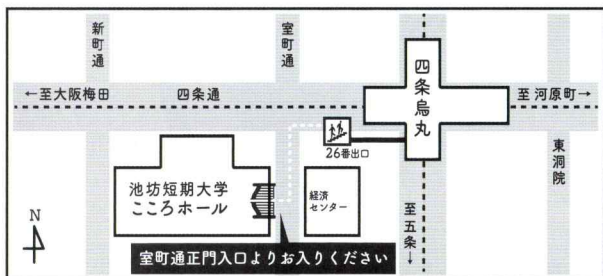 新町通
室町通
四条烏丸
←至大阪梅田
四条通
至河原町→
26番出口
東洞院
池坊短期大学
こころホール
経済
センター
至五条→
N
室町通正門入口よりお入りください